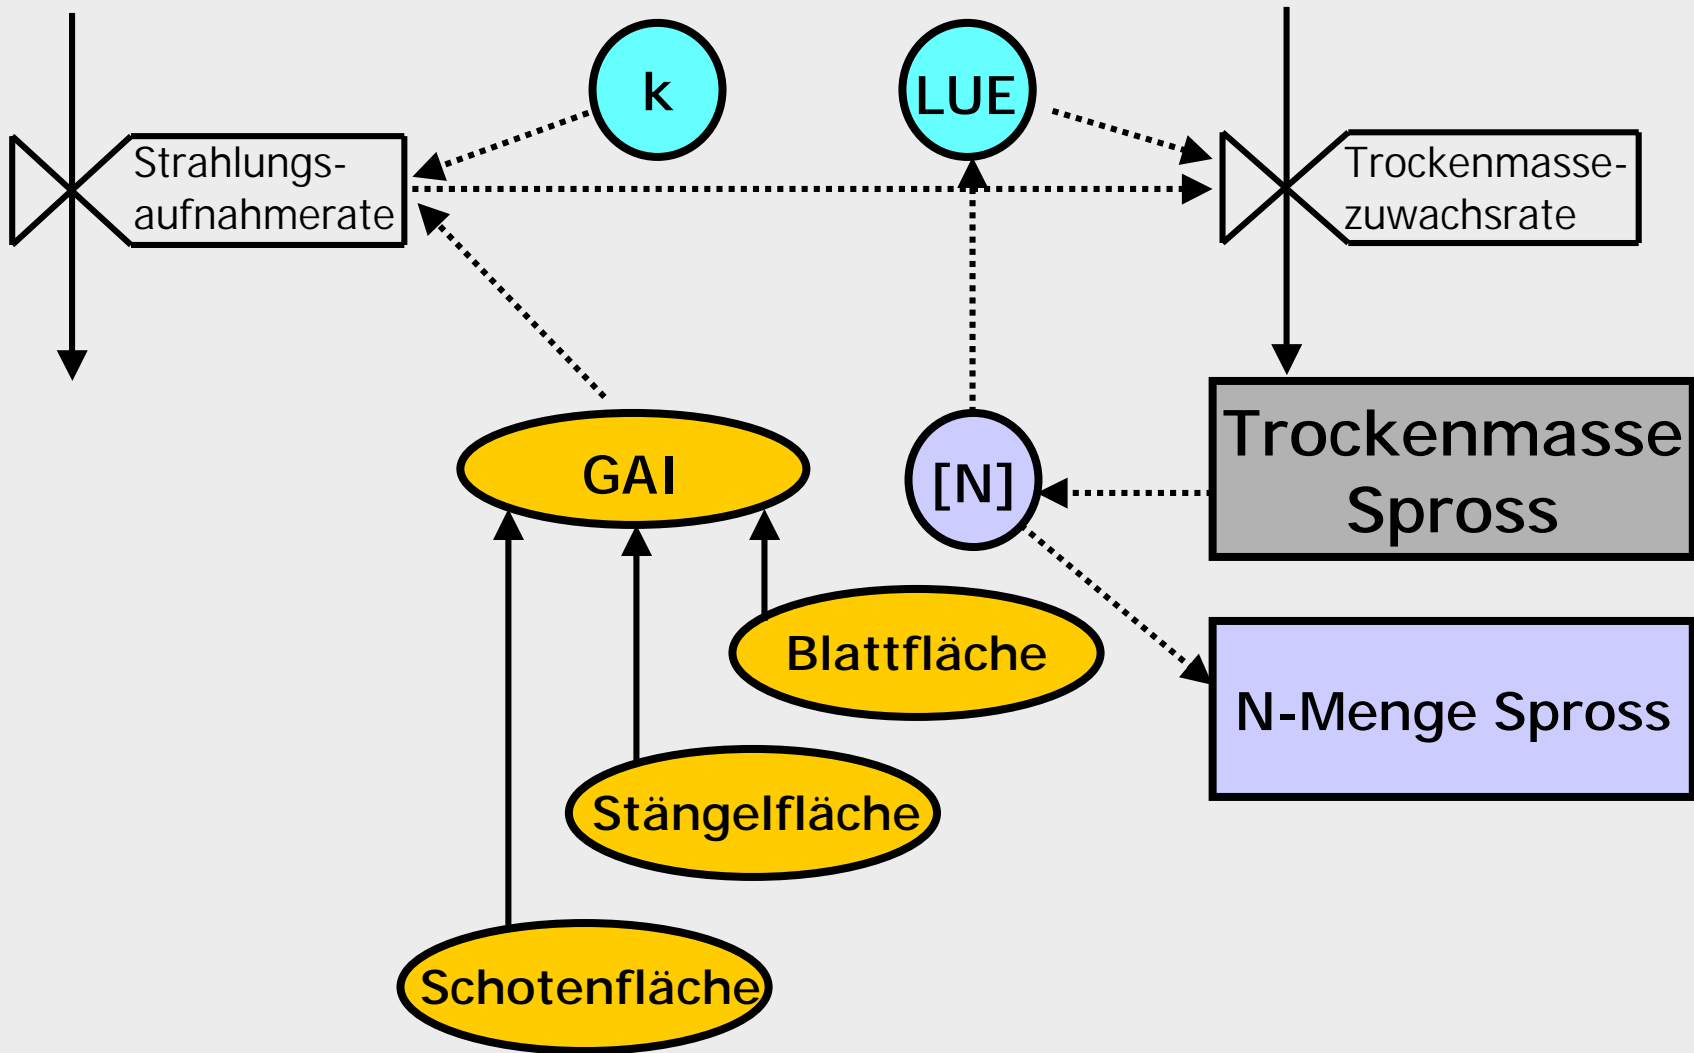 k
LUE
Strahlungs-
aufnahmerate
Trockenmasse-
zuwachsrate
GAI
[N]
Trockenmasse
Spross
Blattfläche
N-Menge Spross
Stängelfläche
Schotenfläche